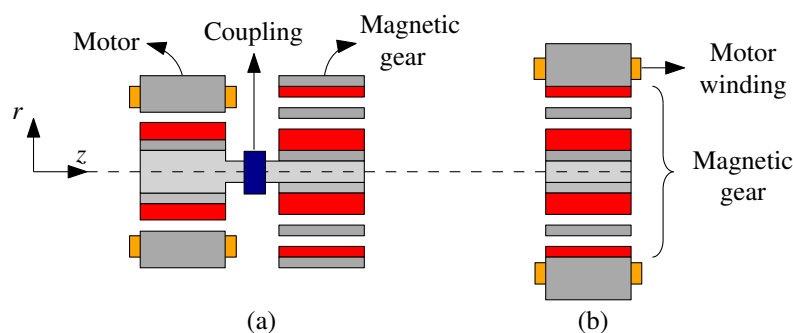 Motor
Coupling
Magnetic
gear
Motor
winding
r
z
Magnetic
gear
(a)
(b)